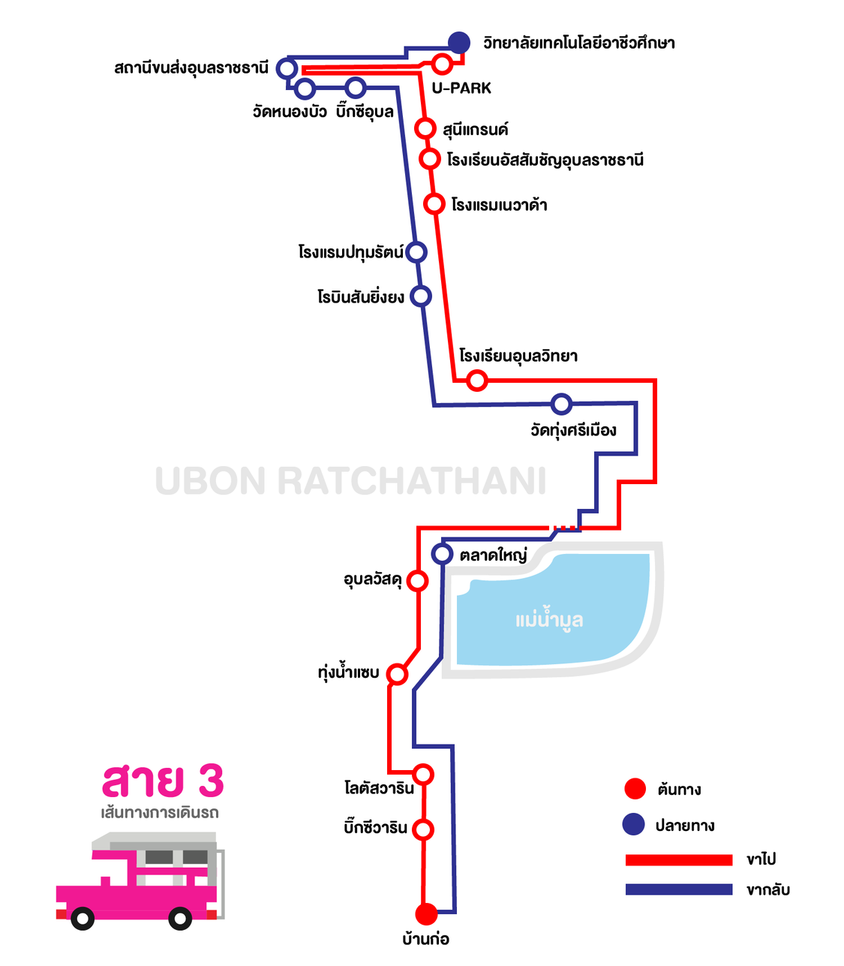 วิทยาลัยเทคโนโลยีอาชีวศึกษา
สถานีขนส่งอุบลราชธานี
U-PARK
วัดหนองบัว
บิ๊กซีอุบล
สุนีแกรนด์
โรงเรียนอัสสัมชัญอุบลราชธานี
โรงแรมเนวาด้า
โรงแรมปทุมรัตน์
โรบินสันยิ่งยง
โรงเรียนอุบลวิทยา
วัดทุ่งศรีเมือง
UBON RATCHATHANI
ตลาดใหญ่
อุบลวัสดุ
แม่น้ำมูล
ทุ่งน้ำแซบ
สาย 3
เส้นทางการเดินรถ
โลตัสวาริน
บิ๊กซีวาริน
บ้านก่อ
ต้นทาง
ปลายทาง
ขาไป
ขากลับ